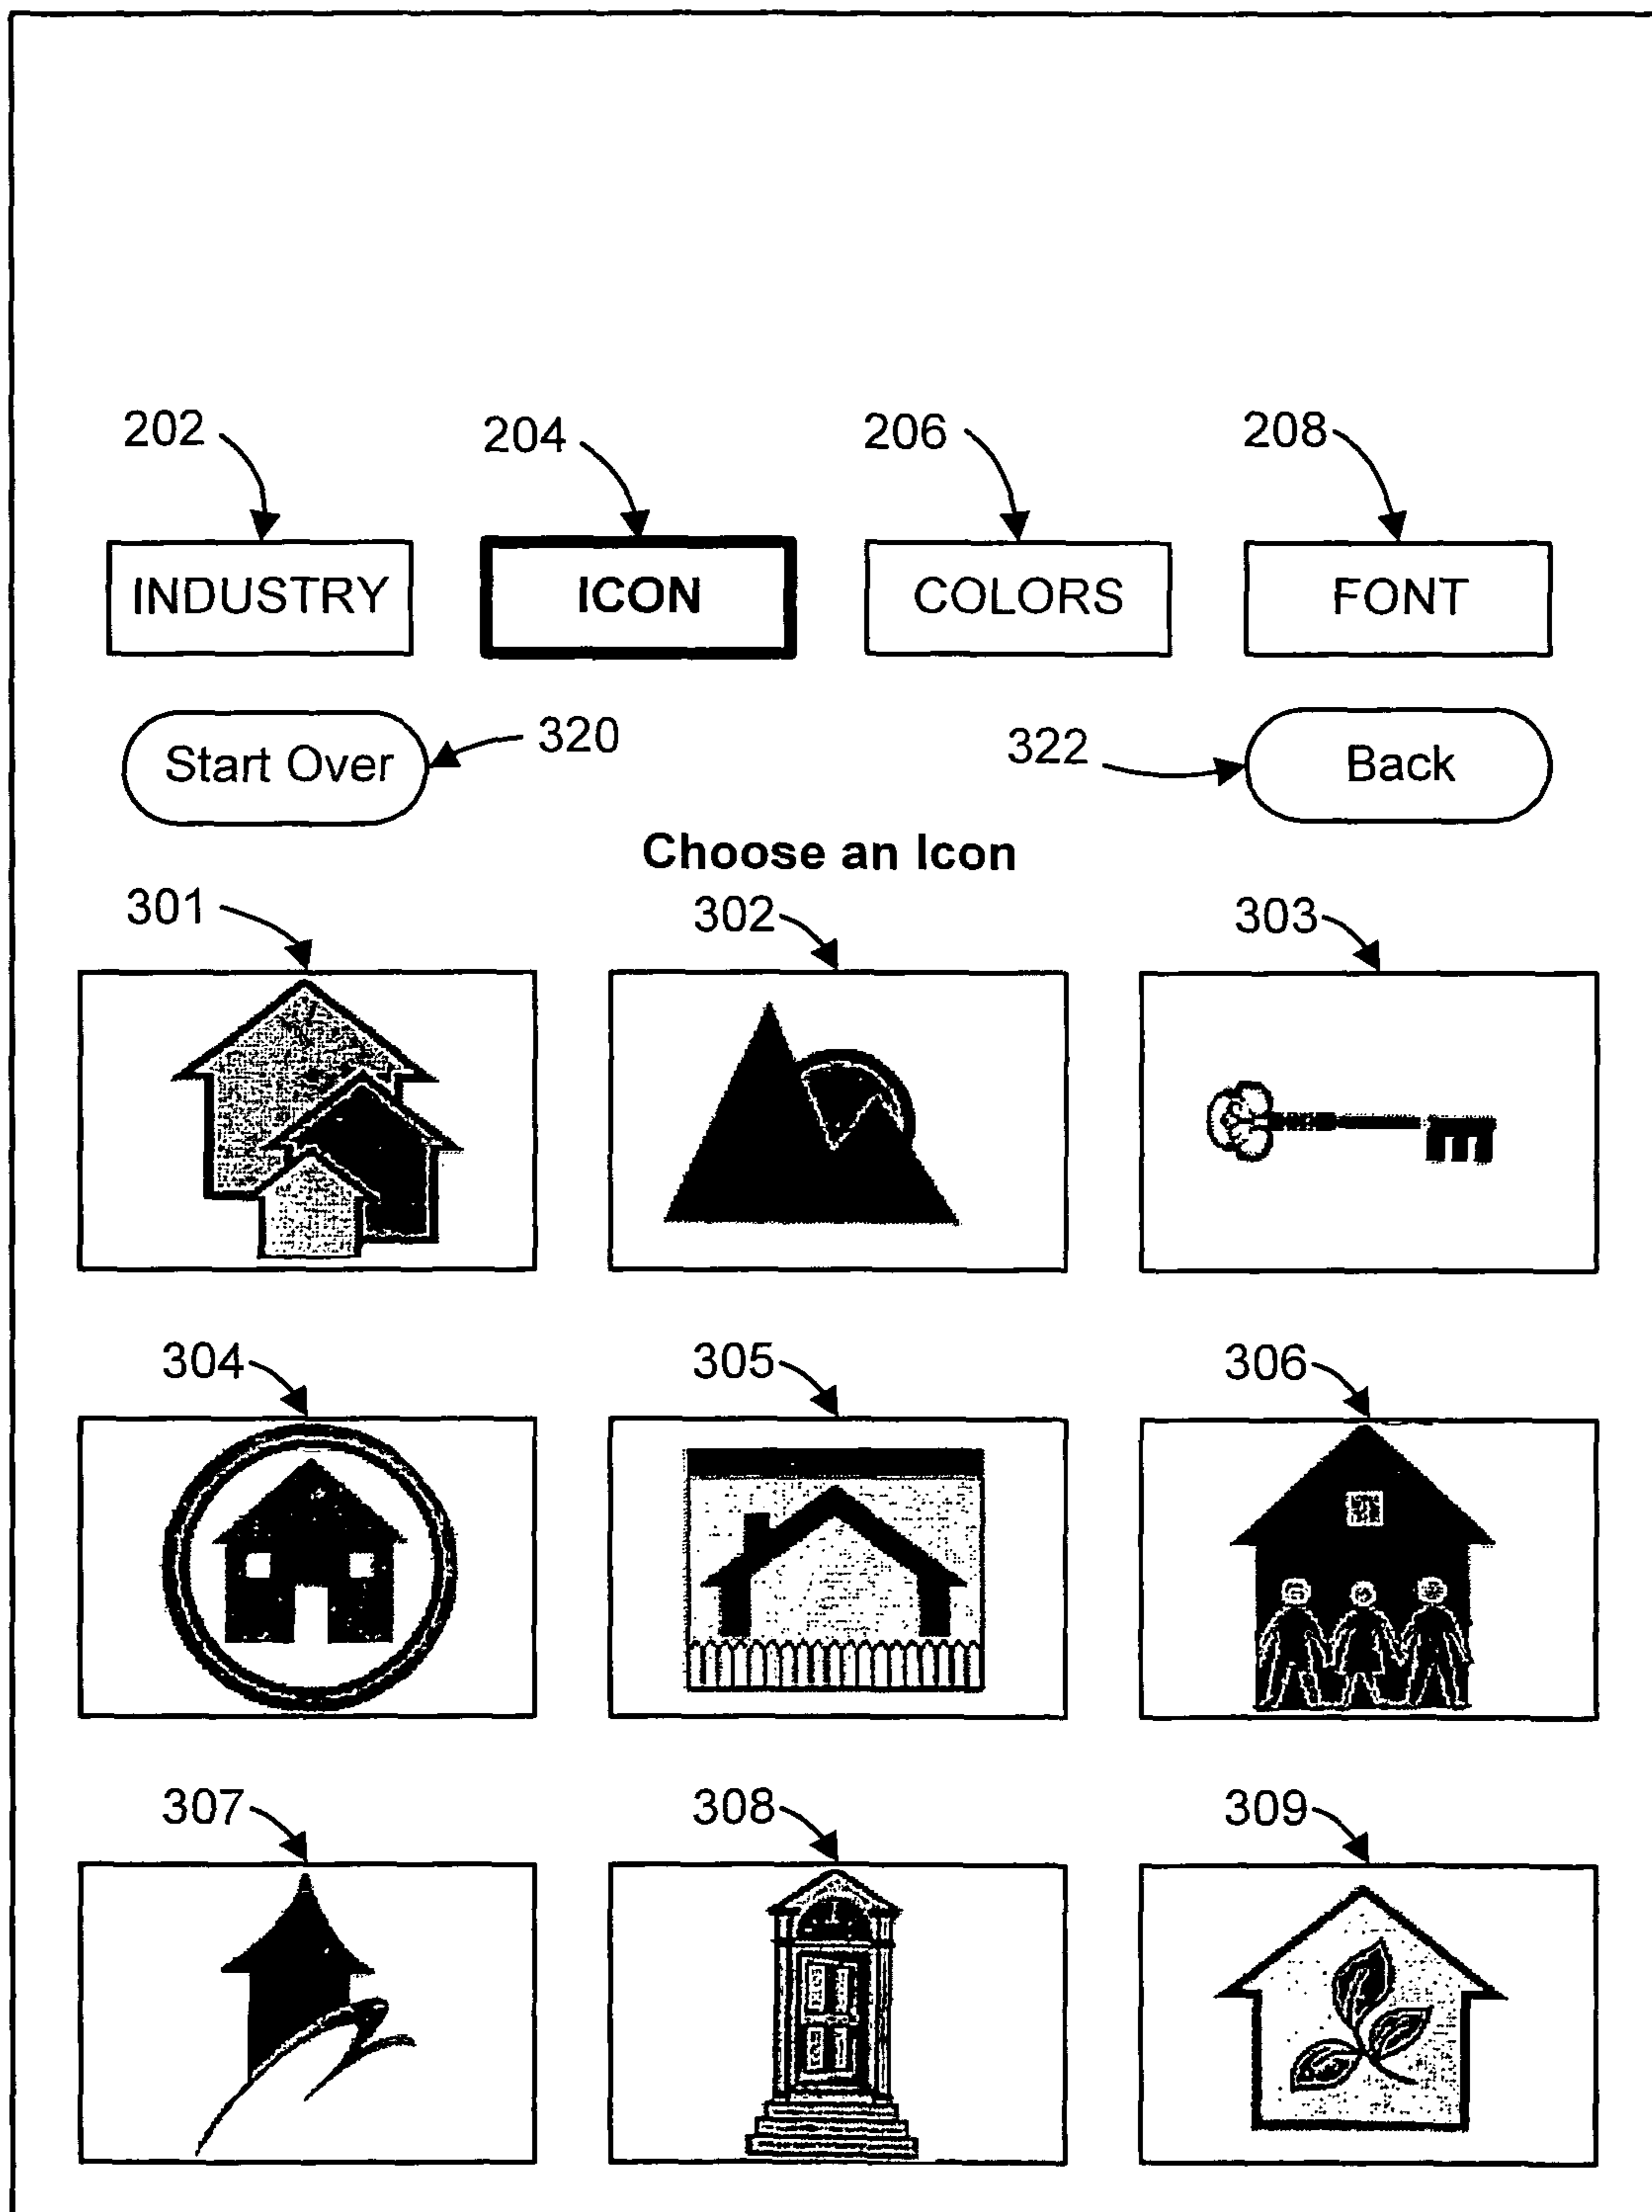 202 204 206 208
INDUSTRY ICON COLORS FONT
Start Over 320 322 Back
Choose an Icon
301 302 303
304 305 306
307 308 309